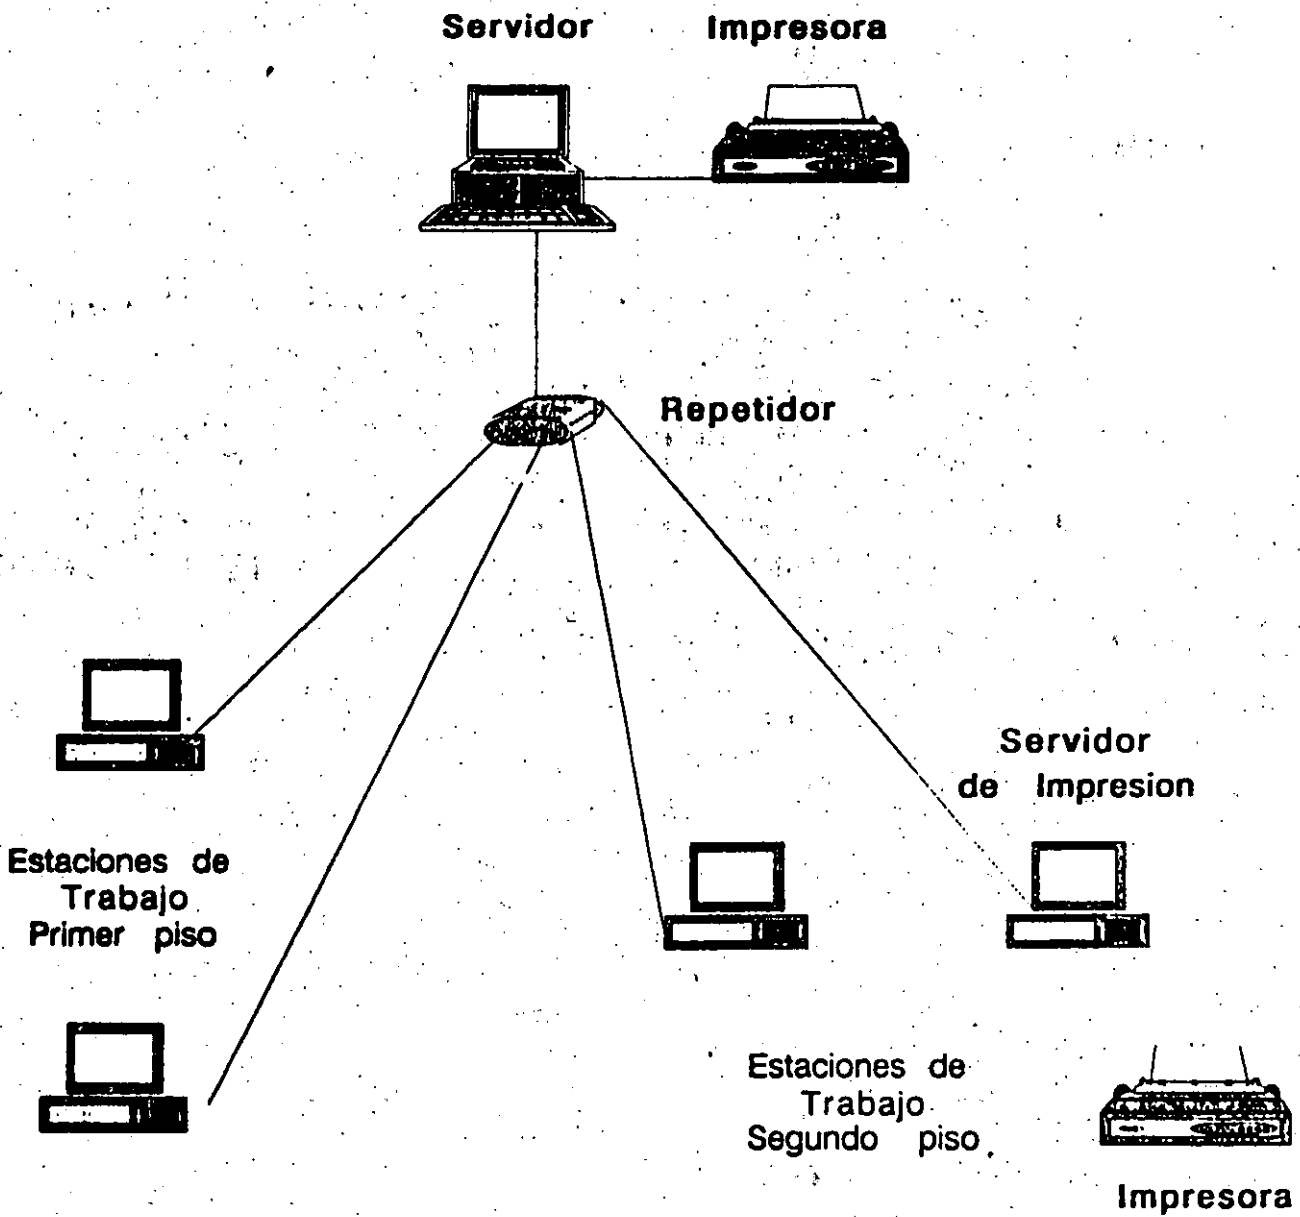 Servidor
Impresora
Repetidor
Servidor
de Impresion
Estaciones de
Trabajo
Primer piso
Estaciones de
Trabajo
Segundo piso
Impresora